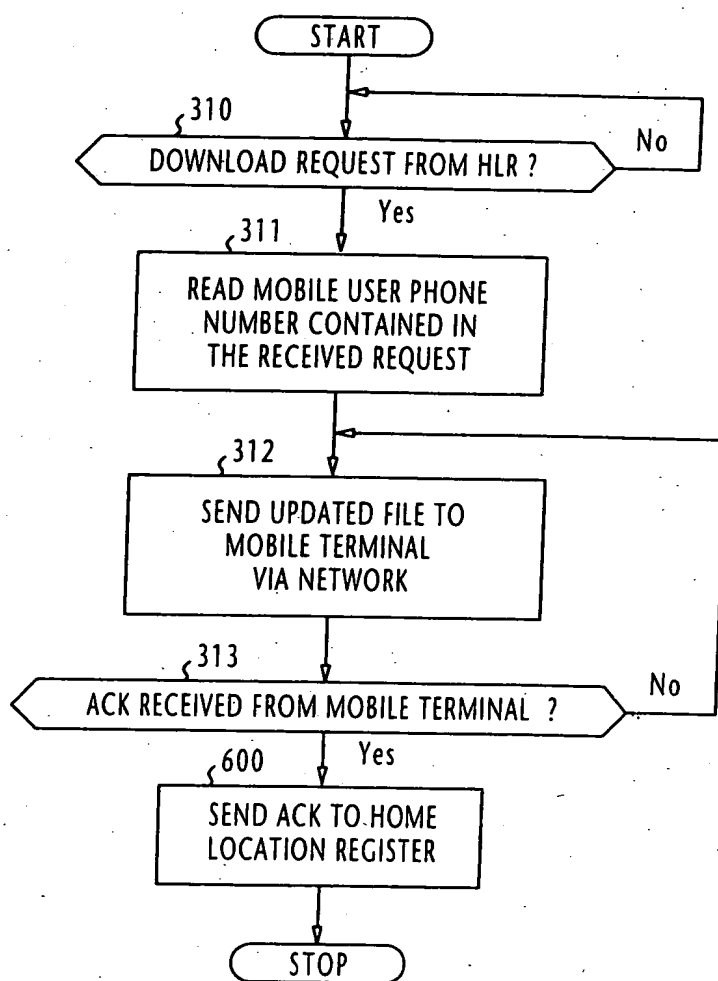 START
310
No
DOWNLOAD REQUEST FROM HLR ?
Yes
311
READ MOBILE USER PHONE
NUMBER CONTAINED IN
THE RECEIVED REQUEST
312
SEND UPDATED FILE TO
MOBILE TERMINAL
VIA NETWORK
313
No
ACK RECEIVED FROM MOBILE TERMINAL ?
Yes
600
SEND ACK TO HOME
LOCATION REGISTER
STOP